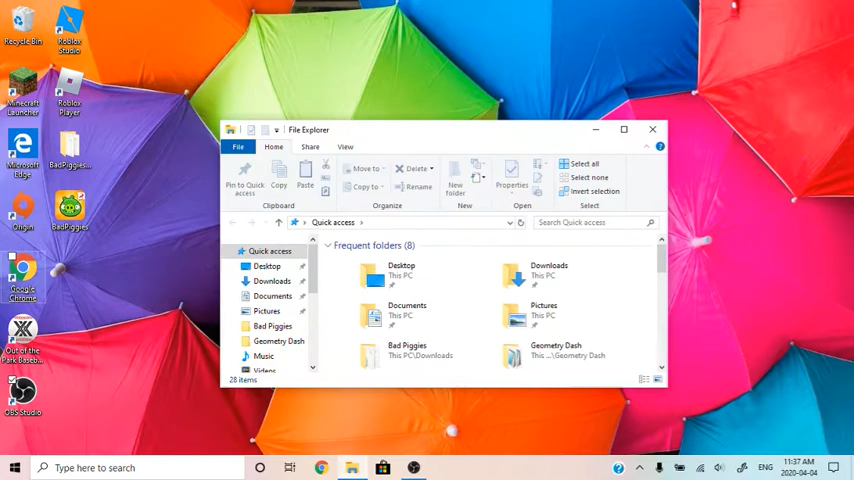 Recycle Bin
Roblox
Studio
Minecraft
Launcher
Roblox
Player
Microsoft
Edge
BadPiggies...
Origin
BadPiggies
Google
Chrome
Out of the
Park Baseb...
OBS Studio
File Explorer
File
Home
Share
View
Pin to Quick
access
Copy
Paste
Clipboard
Move to
Copy to
Delete
Rename
Organize
New
folder
New
Properties
Open
Select all
Select none
Invert selection
Select
Quick access
Search Quick access
Quick access
Desktop
Downloads
Documents
Pictures
Bad Piggies
Geometry Dash
Music
Videos
Frequent folders (8)
Desktop
This PC
Downloads
This PC
Documents
This PC
Pictures
This PC
Bad Piggies
This PC\Downloads
Geometry Dash
This ...\Geometry Dash
28 items
Type here to search
ENG
11:37 AM
2020-04-04